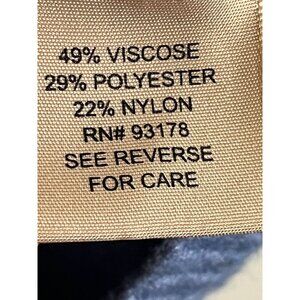 49% VISCOSE
29% POLYESTER
22% NYLON
RN# 93178
SEE REVERSE
FOR CARE